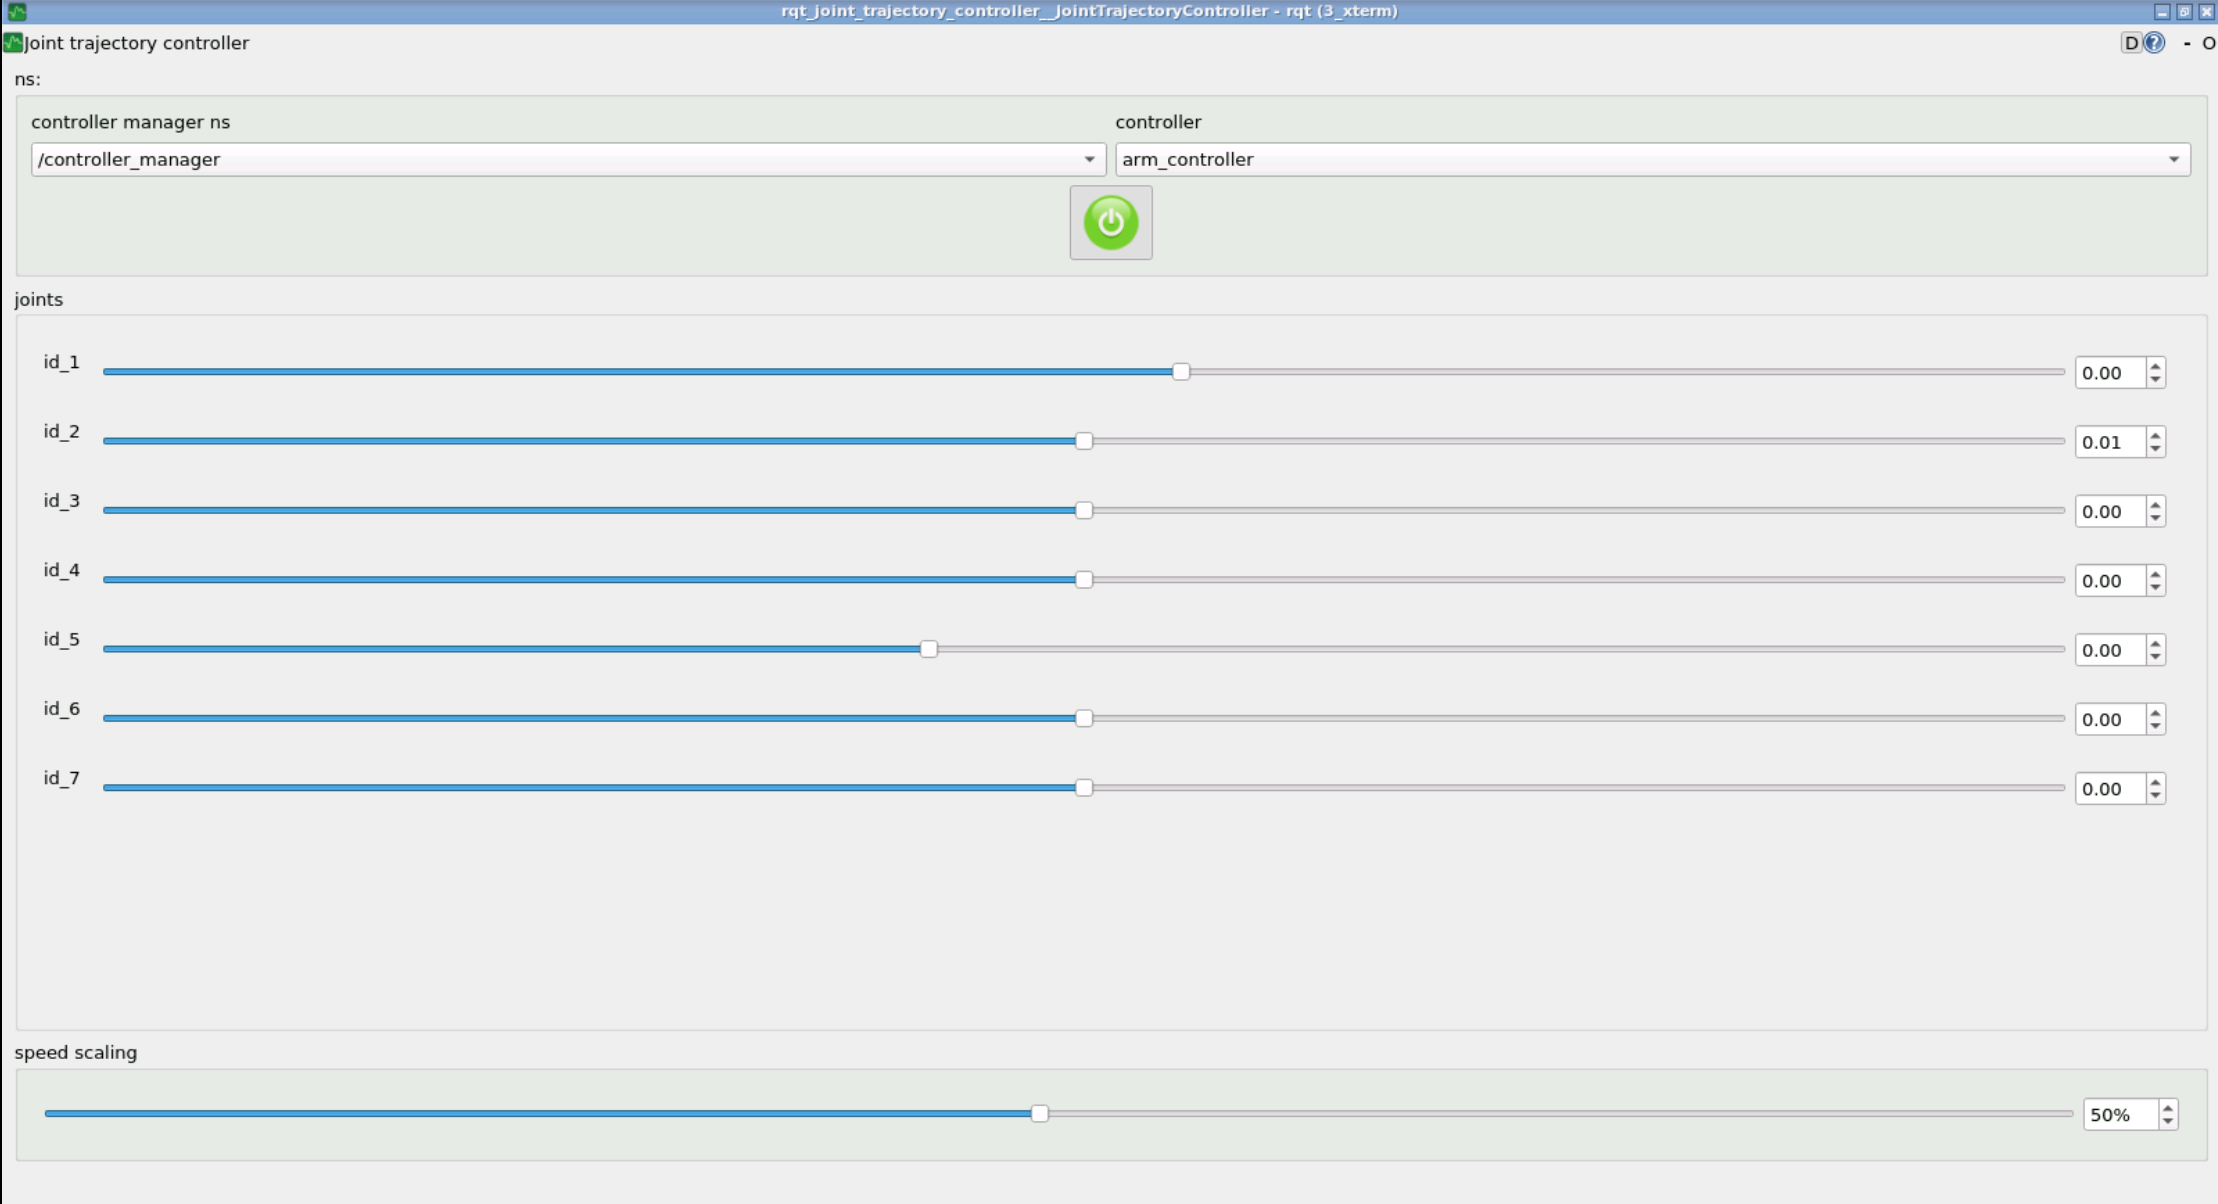 rqt_joint_trajectory_controller__JointTrajectoryController - rqt (3_xterm)
Joint trajectory controller
D ? - O
ns:
controller manager ns
controller
/controller_manager
arm_controller
joints
id_1 0.00
id_2 0.01
id_3 0.00
id_4 0.00
id_5 0.00
id_6 0.00
id_7 0.00
speed scaling
50%